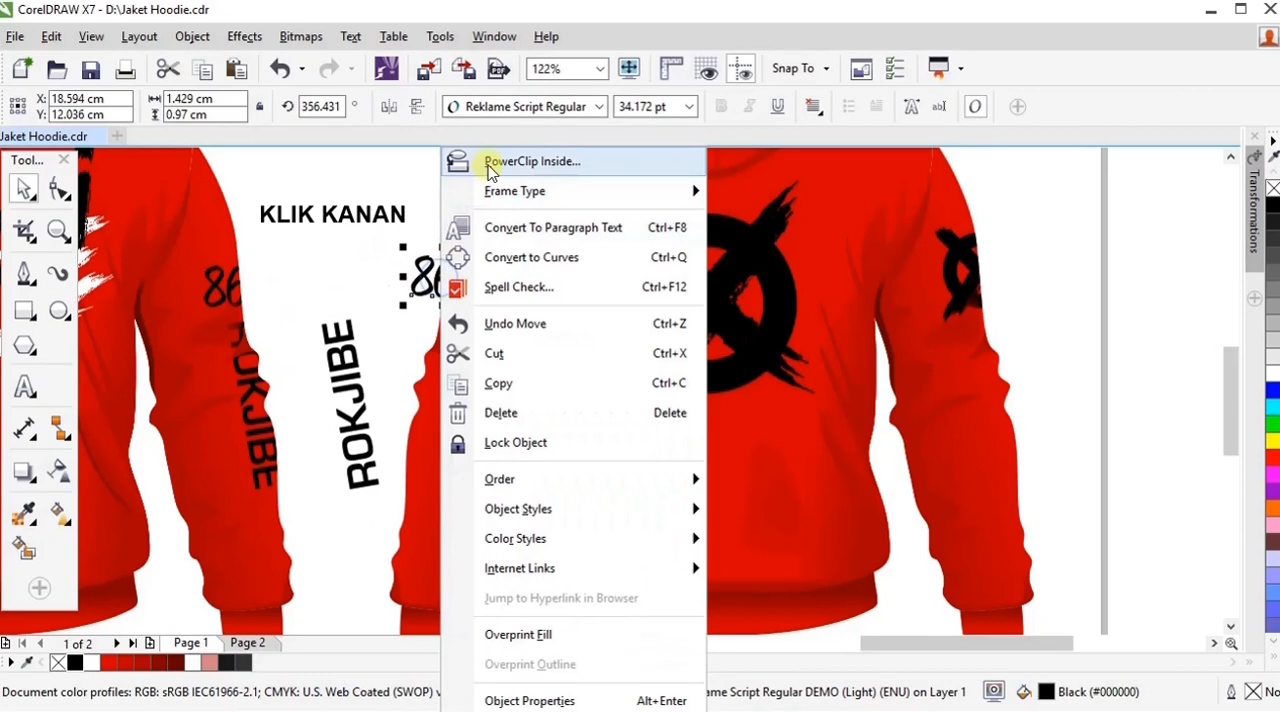 CorelDRAW X7 - D:\Jaket Hoodie.cdr
File Edit View Layout Object Effects Bitmaps Text Table Tools Window Help
122% Snap To
X: 18.594 cm 1.429 cm 356.431 ° Reklame Script Regular 34.172 pt
Y: 12.036 cm 0.97 cm
Jaket Hoodie.cdr
Tool...
Transformations
PowerClip Inside...
Frame Type
Convert To Paragraph Text Ctrl+F8
Convert to Curves Ctrl+Q
Spell Check... Ctrl+F12
Undo Move Ctrl+Z
Cut Ctrl+X
Copy Ctrl+C
Delete Delete
Lock Object
Order
Object Styles
Color Styles
Internet Links
Jump to Hyperlink in Browser
Overprint Fill
Overprint Outline
Object Properties Alt+Enter
KLIK KANAN
86
86
ROKJIBE
ROKJIBE
1 of 2 Page 1 Page 2
Document color profiles: RGB: sRGB IEC61966-2.1; CMYK: U.S. Web Coated (SWOP) v
me Script Regular DEMO (Light) (ENU) on Layer 1 Black (#000000) No